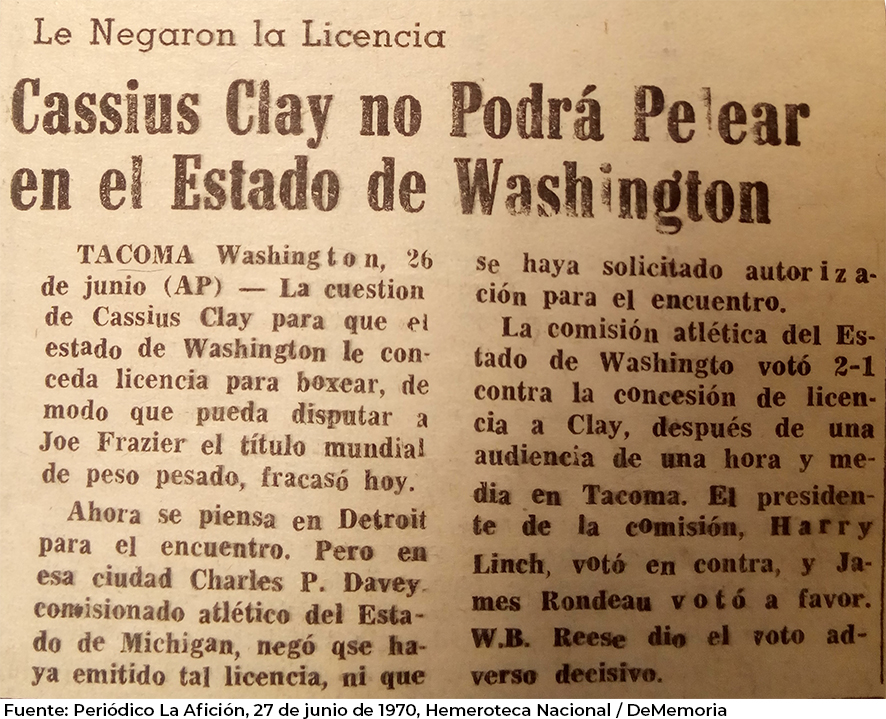 Le Negaron la Licencia
Cassius Clay no Podrá Pelear
en el Estado de Washington
TACOMA Washington, 26
de junio (AP) — La cuestion
de Cassius Clay para que el
estado de Washington le con-
ceda licencia para boxear, de
modo que pueda disputar a
Joe Frazier el título mundial
de peso pesado, fracasó hoy.
Ahora se piensa en Detroit
para el encuentro. Pero en
esa ciudad Charles P. Davey
comisionado atlético del Esta-
do de Michigan, negó qse ha-
ya emitido tal licencia, ni que
se haya solicitado autoriza-
ción para el encuentro.
La comisión atlética del Es-
tado de Washingto votó 2-1
contra la concesión de licen-
cia a Clay, después de una
audiencia de una hora y me-
dia en Tacoma. El presiden-
te de la comisión, Harry
Linch, votó en contra, y Ja-
mes Rondeau votó a favor.
W.B. Reese dio el voto ad-
verso decisivo.
Fuente: Periódico La Afición, 27 de junio de 1970, Hemeroteca Nacional / DeMemoria